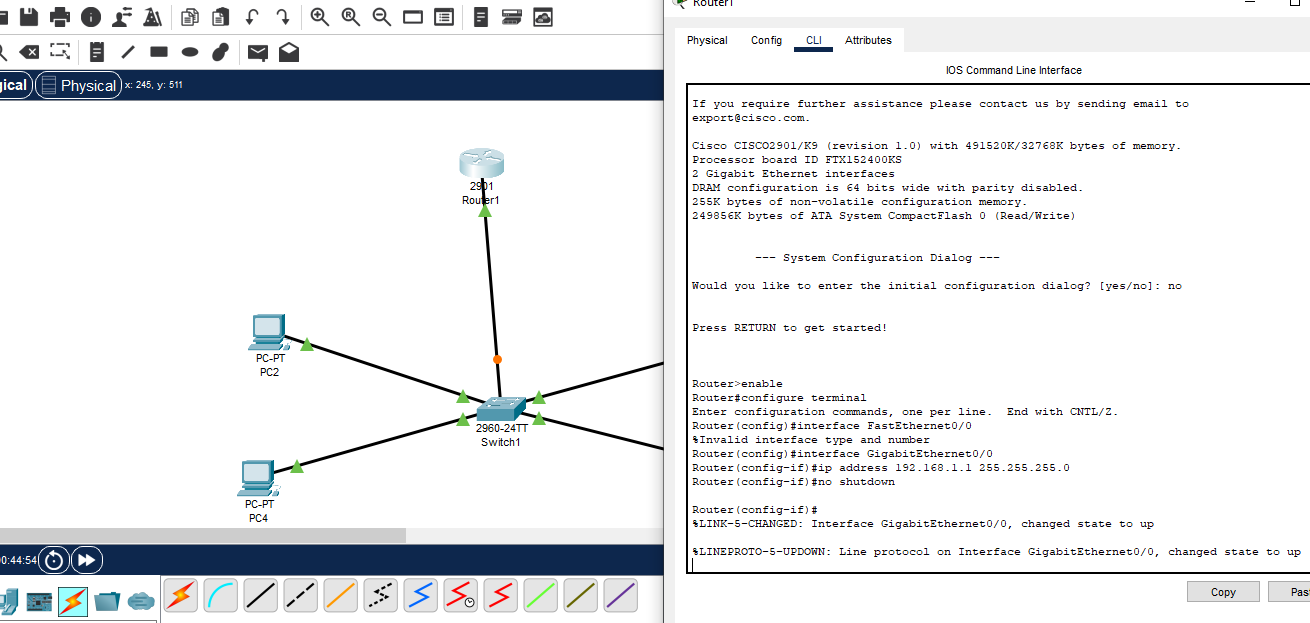 Router1
Physical Config CLI Attributes
IOS Command Line Interface
If you require further assistance please contact us by sending email to
export@cisco.com.
Cisco CISCO2901/K9 (revision 1.0) with 491520K/32768K bytes of memory.
Processor board ID FTX152400KS
2 Gigabit Ethernet interfaces
DRAM configuration is 64 bits wide with parity disabled.
255K bytes of non-volatile configuration memory.
249856K bytes of ATA System CompactFlash 0 (Read/Write)
--- System Configuration Dialog ---
Would you like to enter the initial configuration dialog? [yes/no]: no
Press RETURN to get started!
Router>enable
Router#configure terminal
Enter configuration commands, one per line.  End with CNTL/Z.
Router(config)#interface FastEthernet0/0
%Invalid interface type and number
Router(config)#interface GigabitEthernet0/0
Router(config-if)#ip address 192.168.1.1 255.255.255.0
Router(config-if)#no shutdown
Router(config-if)#
%LINK-5-CHANGED: Interface GigabitEthernet0/0, changed state to up
%LINEPROTO-5-UPDOWN: Line protocol on Interface GigabitEthernet0/0, changed state to up
Copy Pas
ical Physical x: 245, y: 511
2901
Router1
PC-PT
PC2
2960-24TT
Switch1
PC-PT
PC4
0:44:54